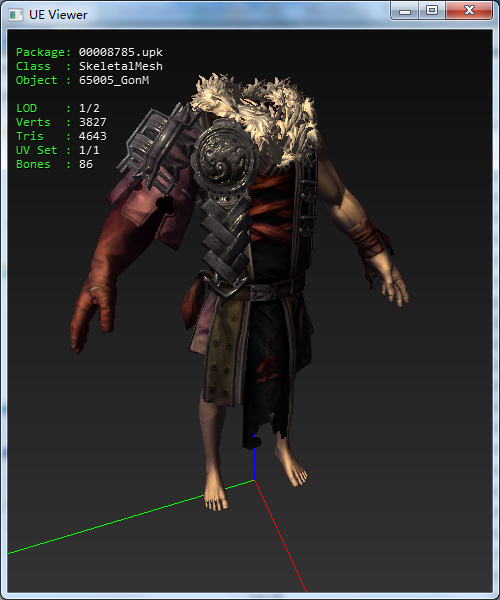 UE Viewer
Package: 00008785.upk
Class : SkeletalMesh
Object : 65005_GonM
LOD : 1/2
Verts : 3827
Tris : 4643
UV Set : 1/1
Bones : 86